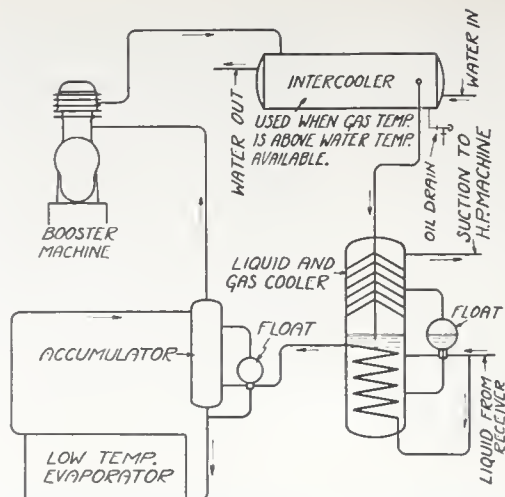 INTERCOOLER
USED WHEN GAS TEMP.
IS ABOVE WATER TEMP.
AVAILABLE.
WATER OUT
WATER IN
OIL DRAIN
SUCTION TO
H.P. MACHINE
BOOSTER
MACHINE
LIQUID AND
GAS COOLER
FLOAT
FLOAT
ACCUMULATOR
LIQUID FROM
RECEIVER
LOW TEMP.
EVAPORATOR